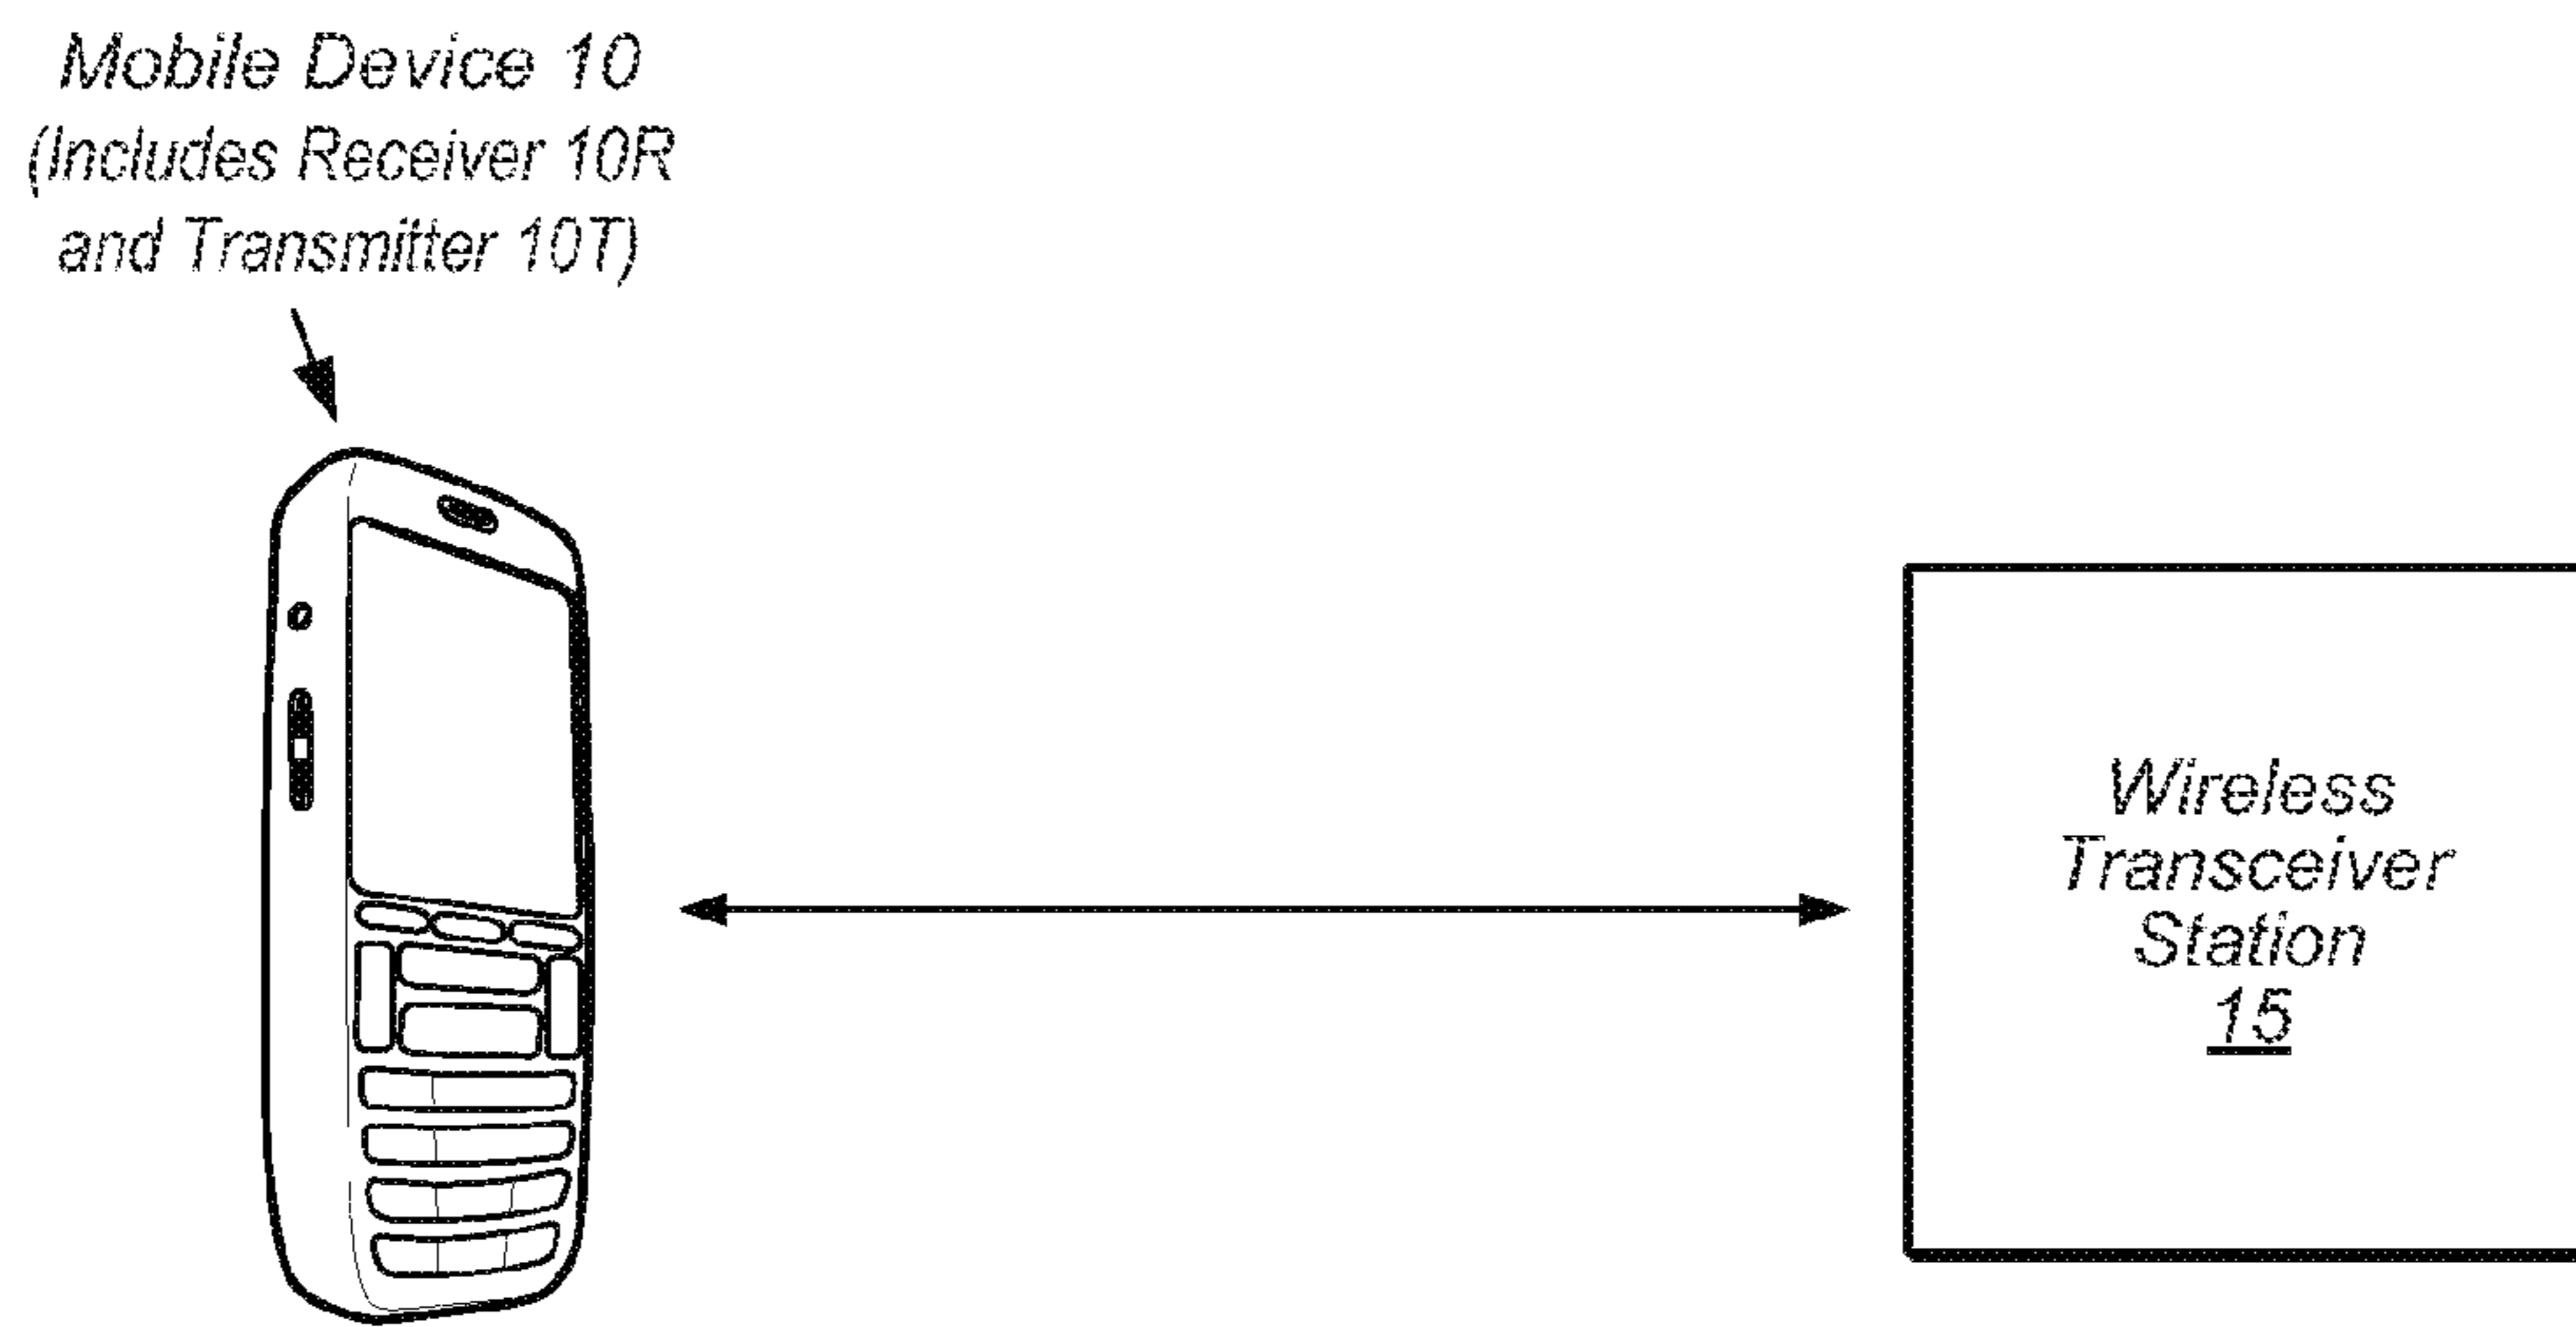 Mobile Device 10
(Includes Receiver 10R
and Transmitter 10T)
Wireless
Transceiver
Station
15